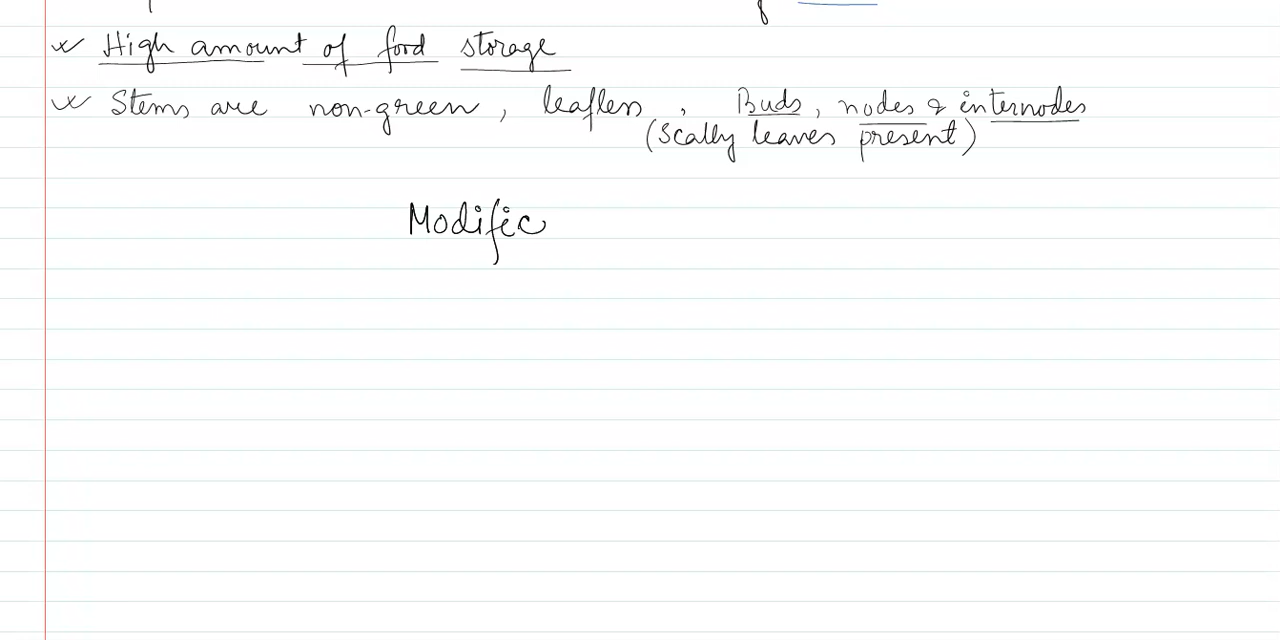 High amount of food storage
Stems are non-green, leafless, Buds, nodes & internodes
(Scally leaves present)
Modific